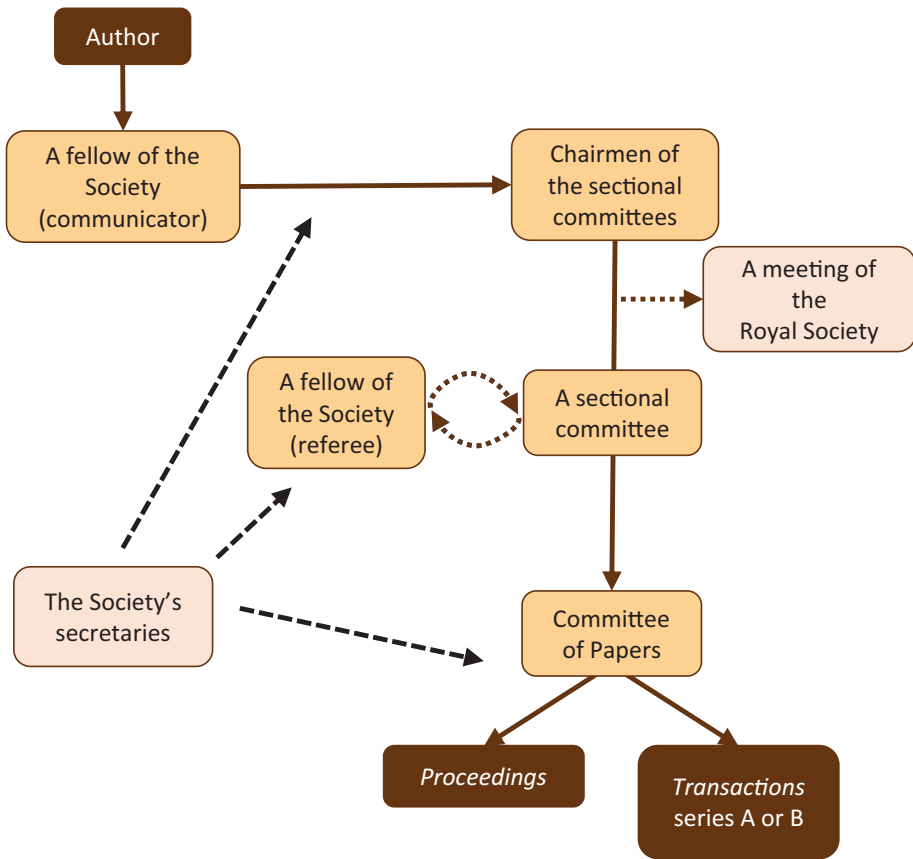 Author
A fellow of the
Society
(communicator)
Chairmen of
the sectional
committees
A meeting of
the
Royal Society
A fellow of
the Society
(referee)
A sectional
committee
The Society’s
secretaries
Committee
of Papers
Proceedings
Transactions
series A or B